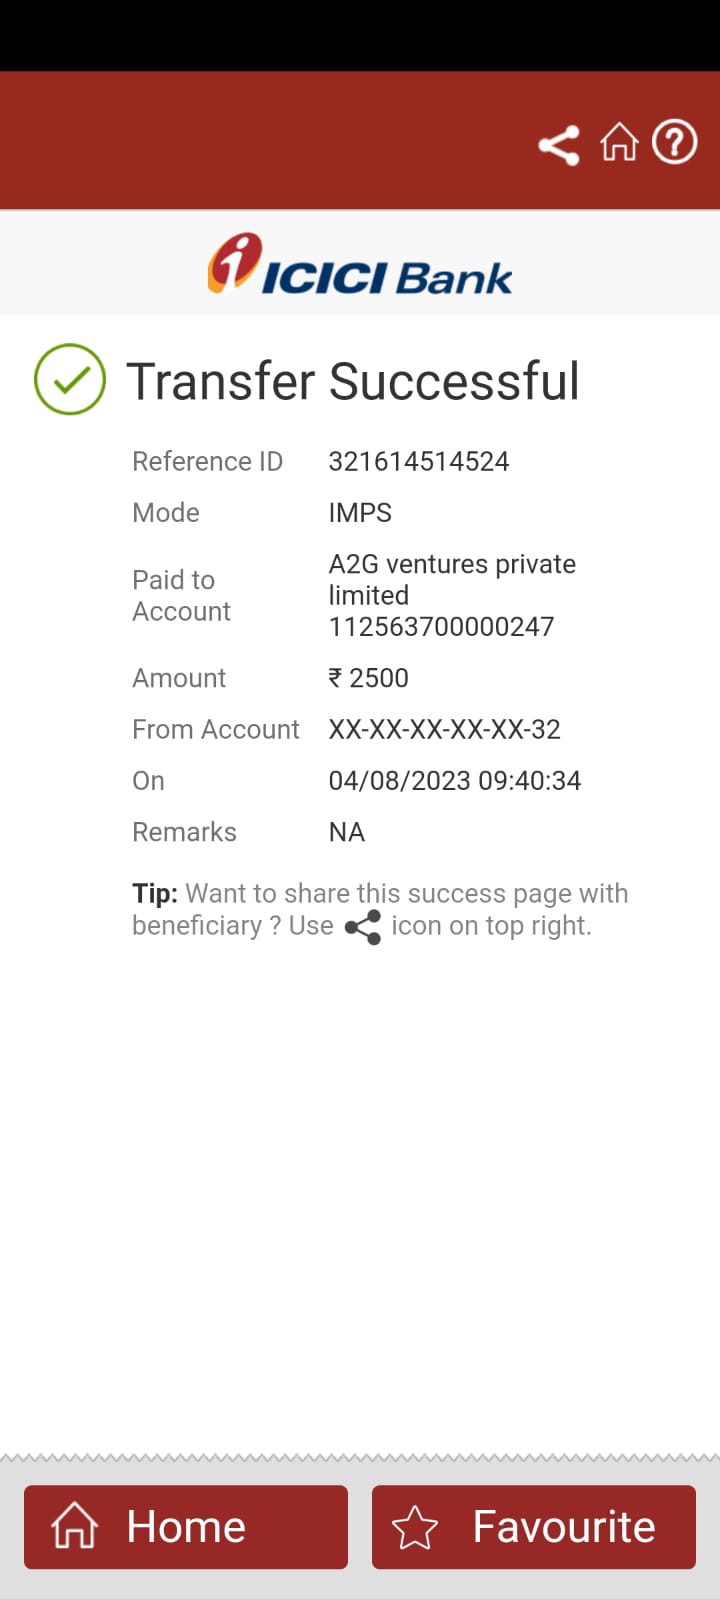 ICICI Bank
Transfer Successful
Reference ID 321614514524
Mode IMPS
Paid to Account A2G ventures private limited 112563700000247
Amount ₹ 2500
From Account XX-XX-XX-XX-XX-32
On 04/08/2023 09:40:34
Remarks NA
Tip: Want to share this success page with
beneficiary ? Use icon on top right.
Home Favourite